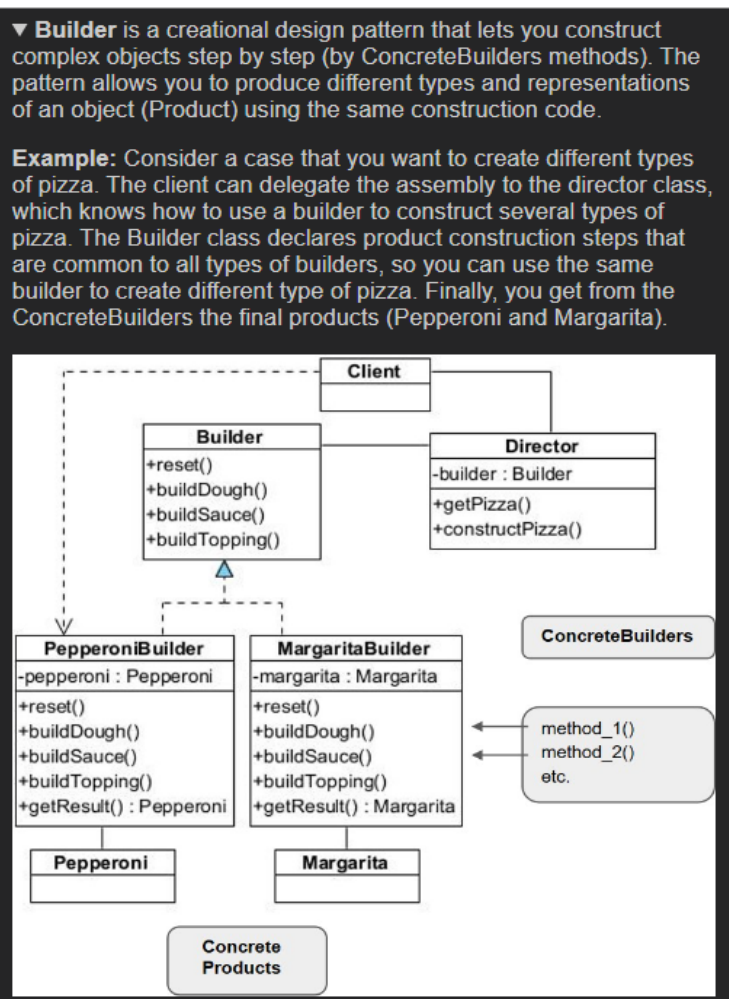 ▼ Builder is a creational design pattern that lets you construct
complex objects step by step (by ConcreteBuilders methods). The
pattern allows you to produce different types and representations
of an object (Product) using the same construction code.
Example: Consider a case that you want to create different types
of pizza. The client can delegate the assembly to the director class,
which knows how to use a builder to construct several types of
pizza. The Builder class declares product construction steps that
are common to all types of builders, so you can use the same
builder to create different type of pizza. Finally, you get from the
ConcreteBuilders the final products (Pepperoni and Margarita).
Client
Builder
+reset()
+buildDough()
+buildSauce()
+buildTopping()
Director
-builder : Builder
+getPizza()
+constructPizza()
PepperoniBuilder
-pepperoni : Pepperoni
+reset()
+buildDough()
+buildSauce()
+buildTopping()
+getResult() : Pepperoni
MargaritaBuilder
-margarita : Margarita
+reset()
+buildDough()
+buildSauce()
+buildTopping()
+getResult() : Margarita
ConcreteBuilders
method_1()
method_2()
etc.
Pepperoni
Margarita
Concrete
Products